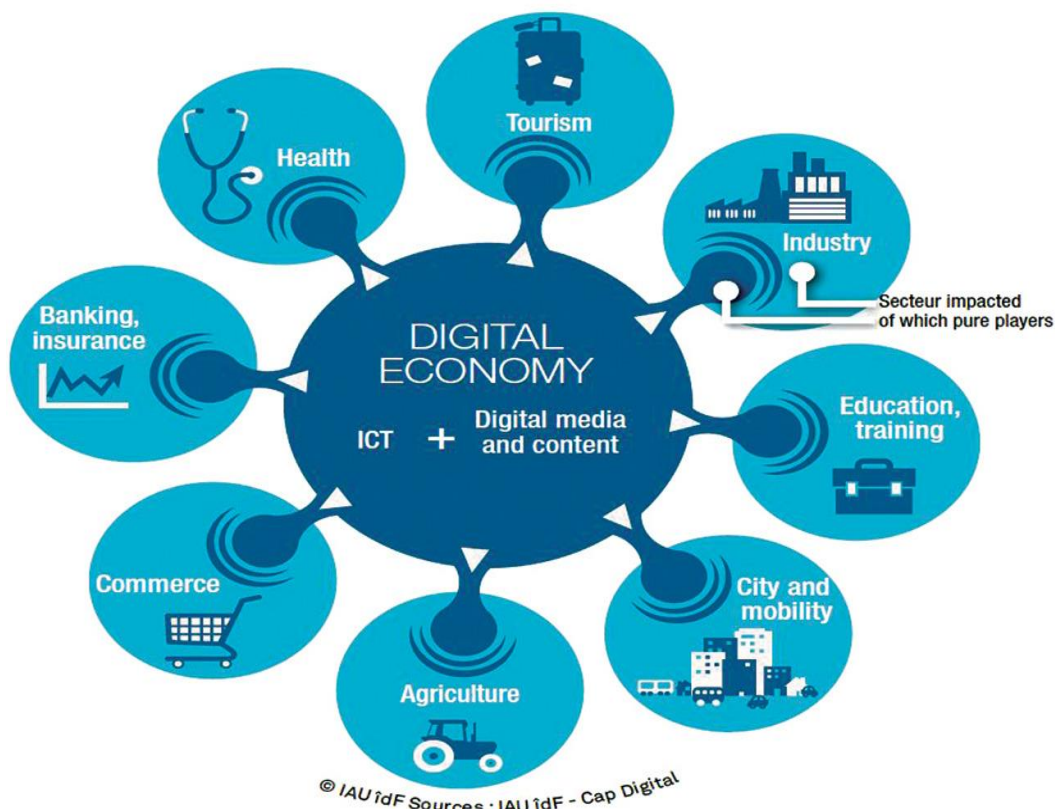 Tourism
Health
Industry
Secteur impacted
of which pure players
Banking,
insurance
DIGITAL
ECONOMY
ICT + Digital media
and content
Education,
training
Commerce
City and
mobility
Agriculture
© IAU îdF Sources : IAU îdF - Cap Digital